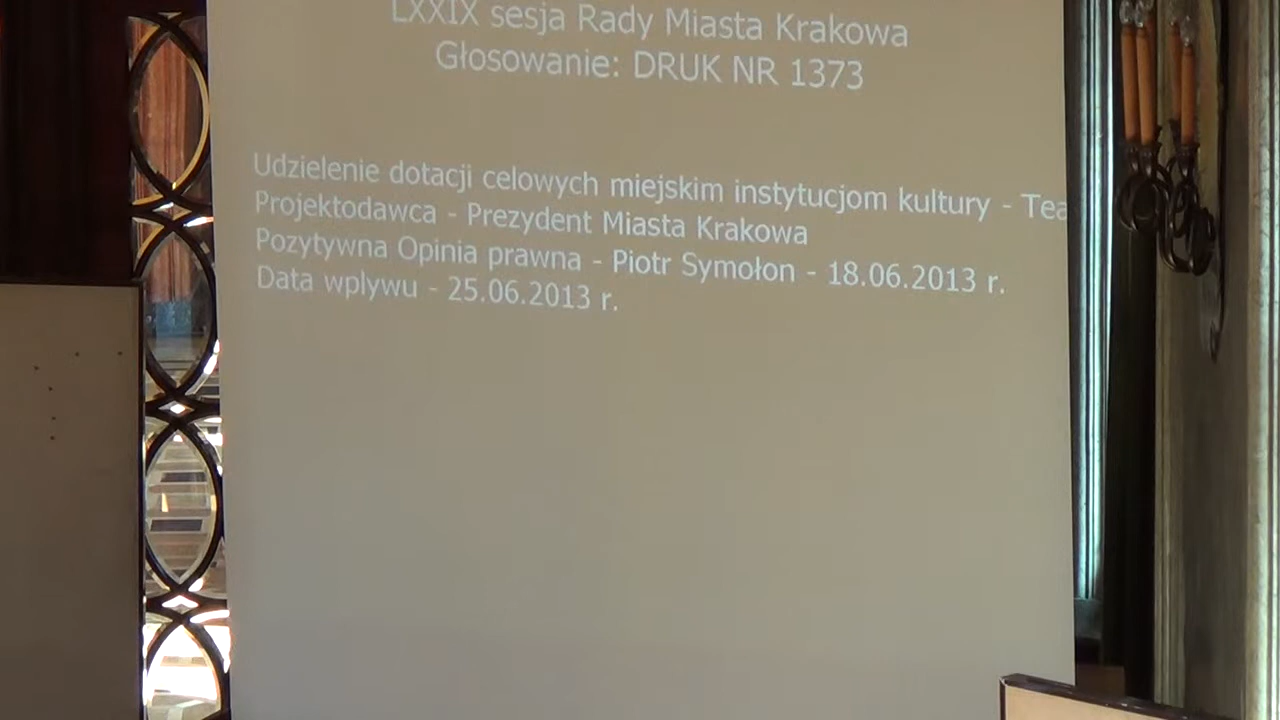 LXXIX sesja Rady Miasta Krakowa
Głosowanie: DRUK NR 1373
Udzielenie dotacji celowych miejskim instytucjom kultury - Tea
Projektodawca - Prezydent Miasta Krakowa
Pozytywna Opinia prawna - Piotr Symołon - 18.06.2013 r.
Data wpływu - 25.06.2013 r.